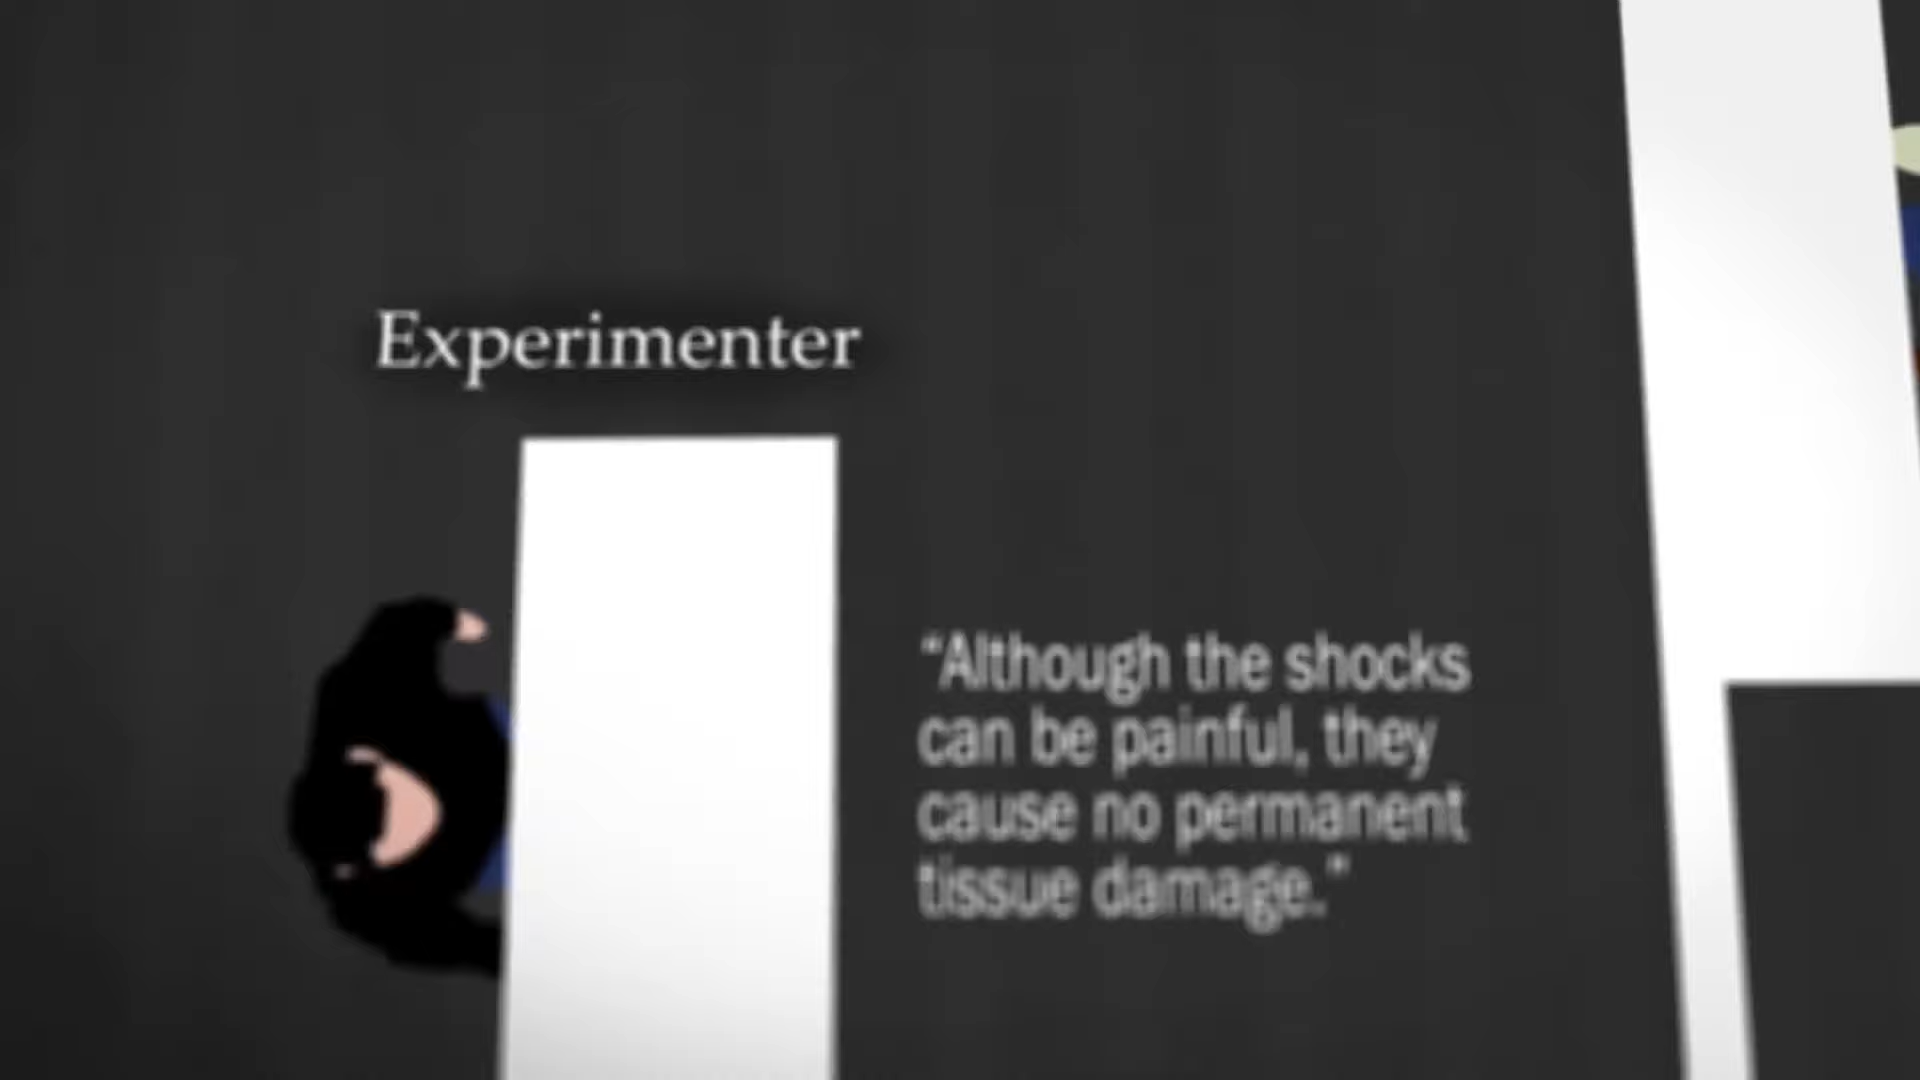 Experimenter
“Although the shocks
can be painful, they
cause no permanent
tissue damage.”